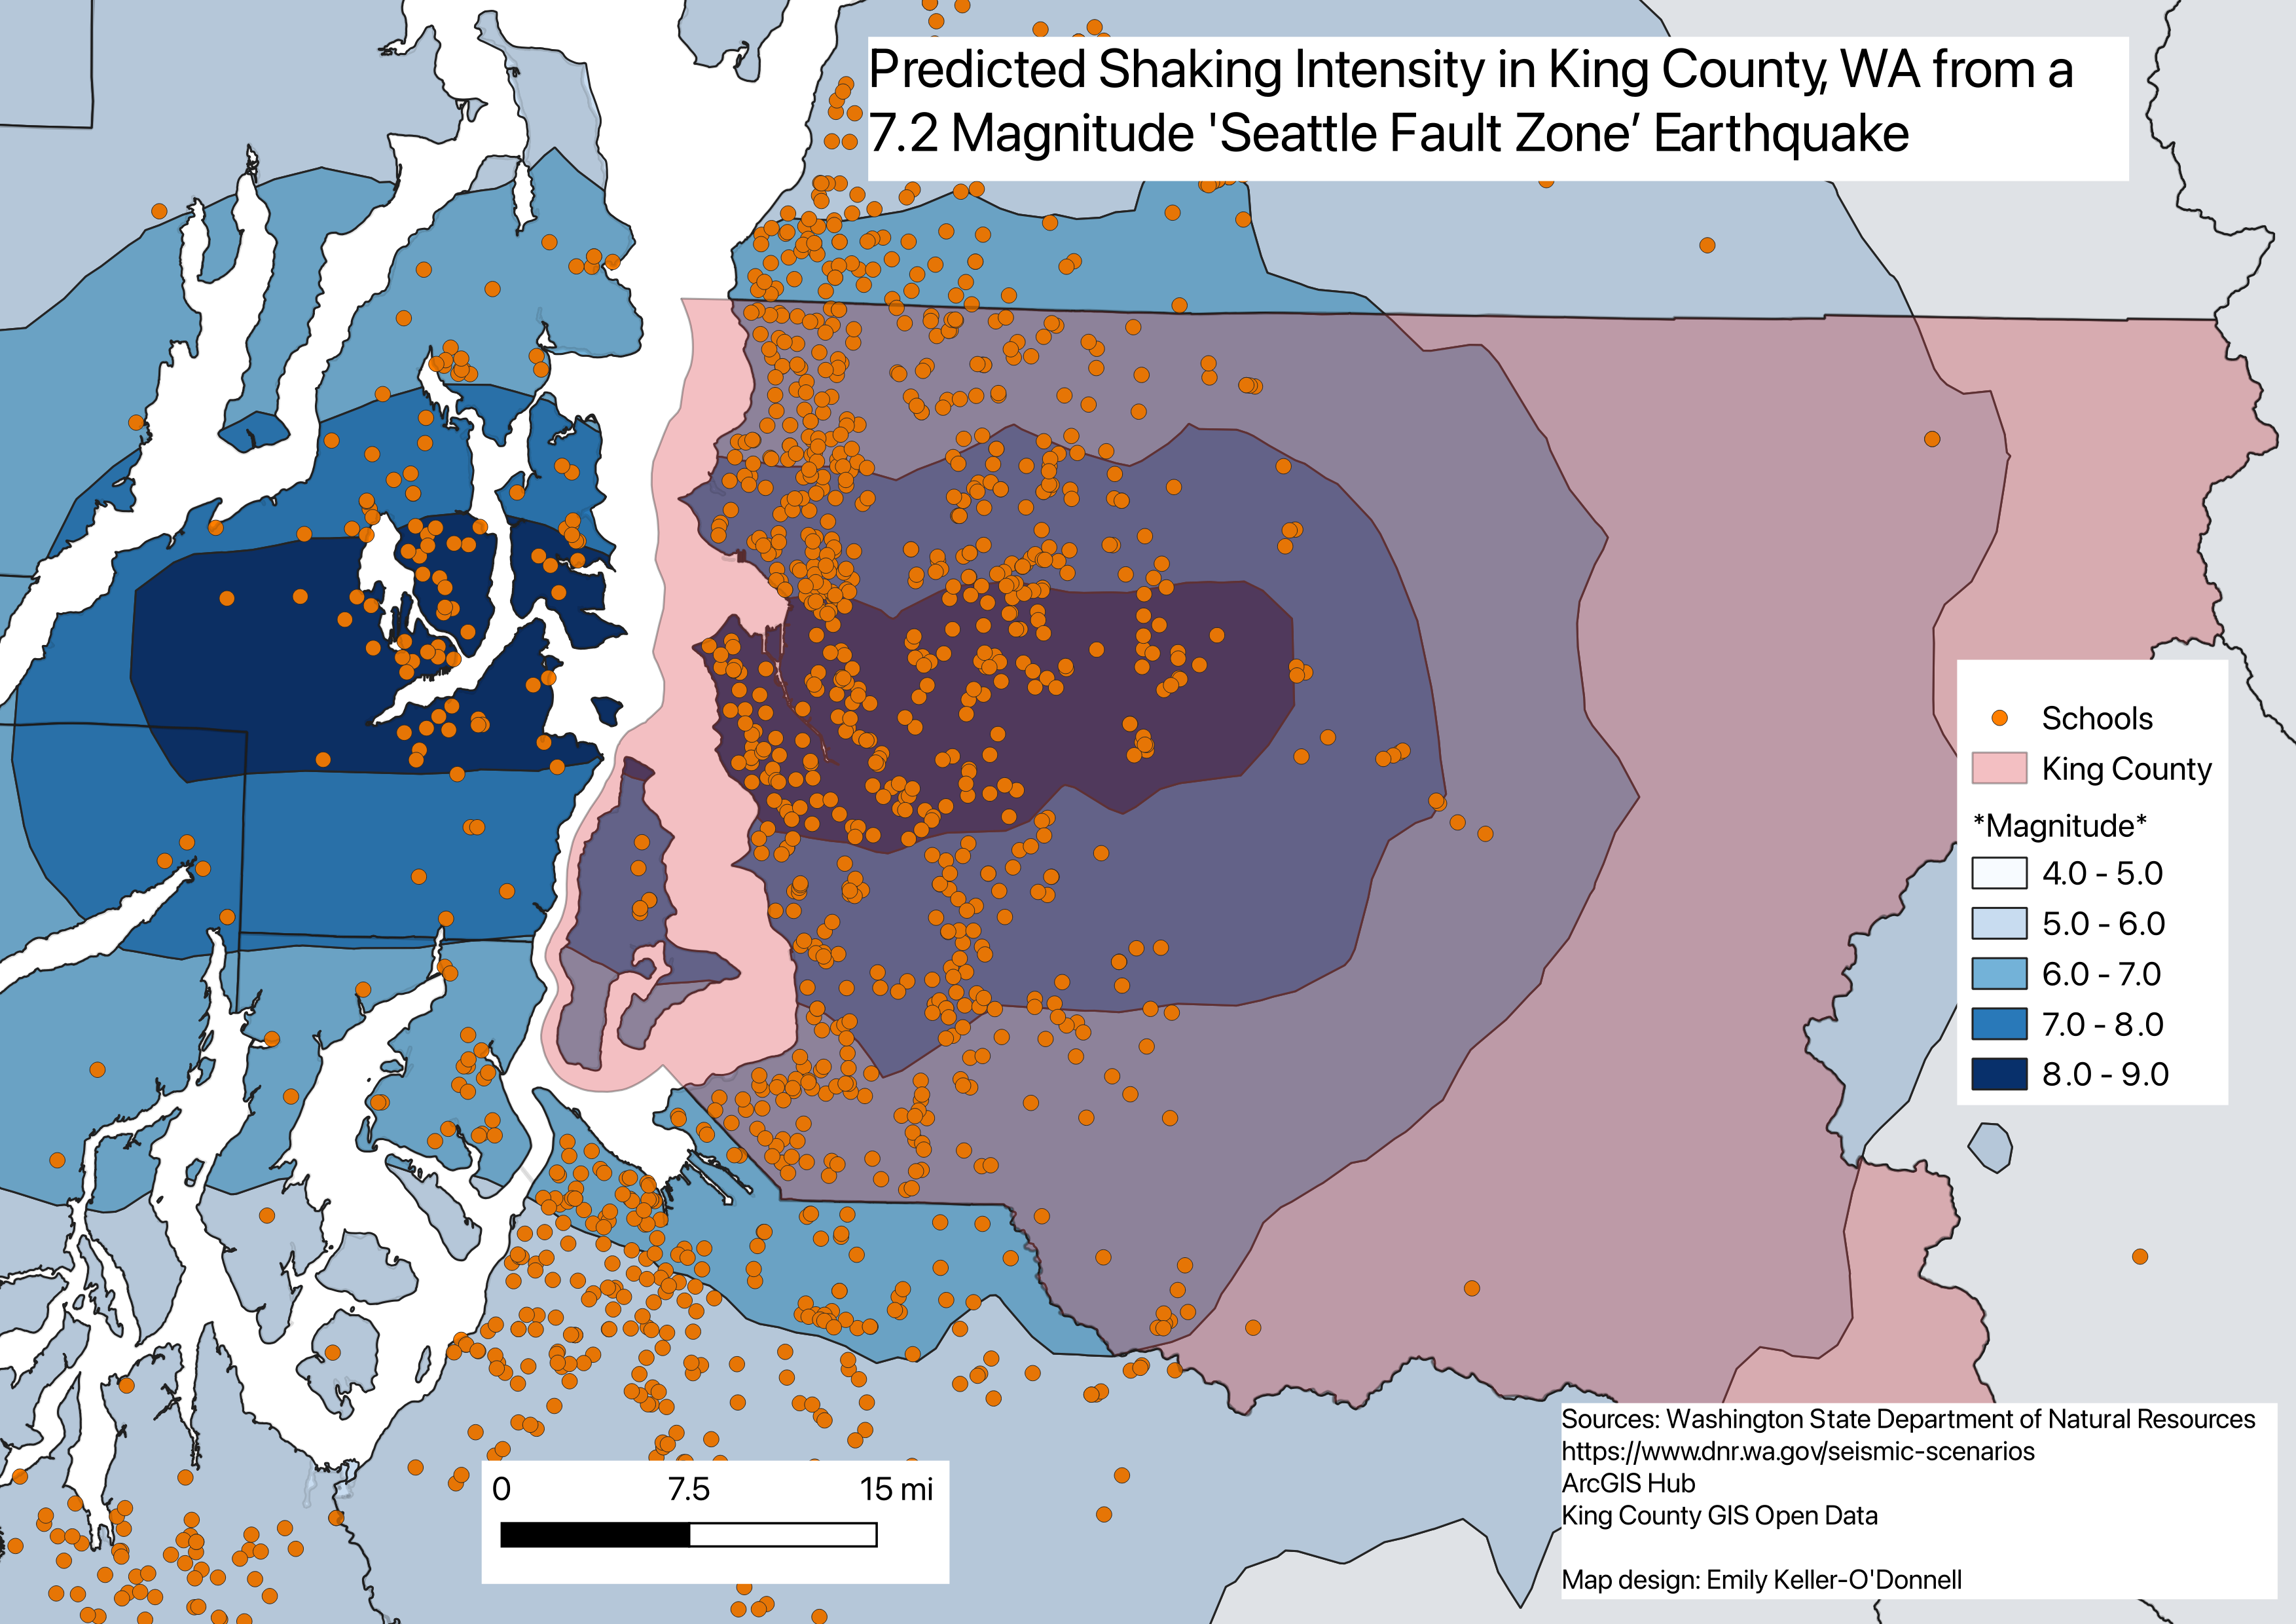 Predicted Shaking Intensity in King County, WA from a
7.2 Magnitude 'Seattle Fault Zone’ Earthquake
Schools
King County
*Magnitude*
4.0 - 5.0
5.0 - 6.0
6.0 - 7.0
7.0 - 8.0
8.0 - 9.0
0 7.5 15 mi
Sources: Washington State Department of Natural Resources
https://www.dnr.wa.gov/seismic-scenarios
ArcGIS Hub
King County GIS Open Data
Map design: Emily Keller-O'Donnell